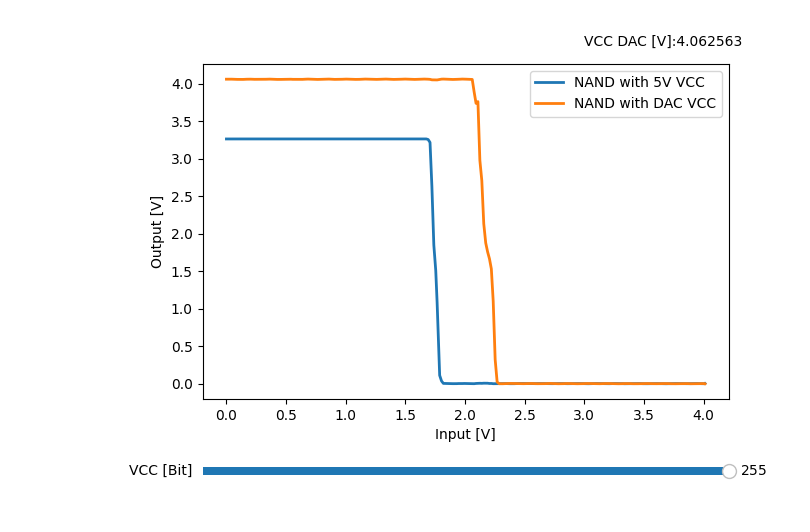 VCC DAC [V]:4.062563
NAND with 5V VCC
NAND with DAC VCC
4.0
3.5
3.0
2.5
2.0
1.5
1.0
0.5
0.0
Output [V]
0.0 0.5 1.0 1.5 2.0 2.5 3.0 3.5 4.0
Input [V]
VCC [Bit] 255